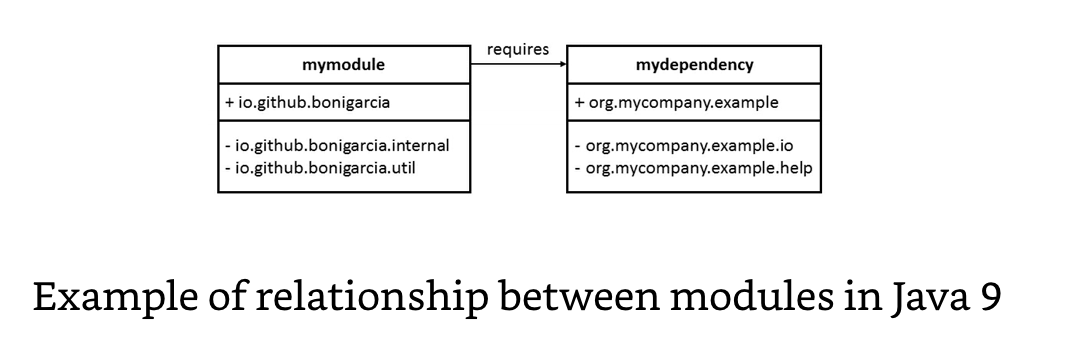 requires
mymodule
mydependency
+ io.github.bonigarcia
+ org.mycompany.example
- io.github.bonigarcia.internal
- io.github.bonigarcia.util
- org.mycompany.example.io
- org.mycompany.example.help
Example of relationship between modules in Java 9